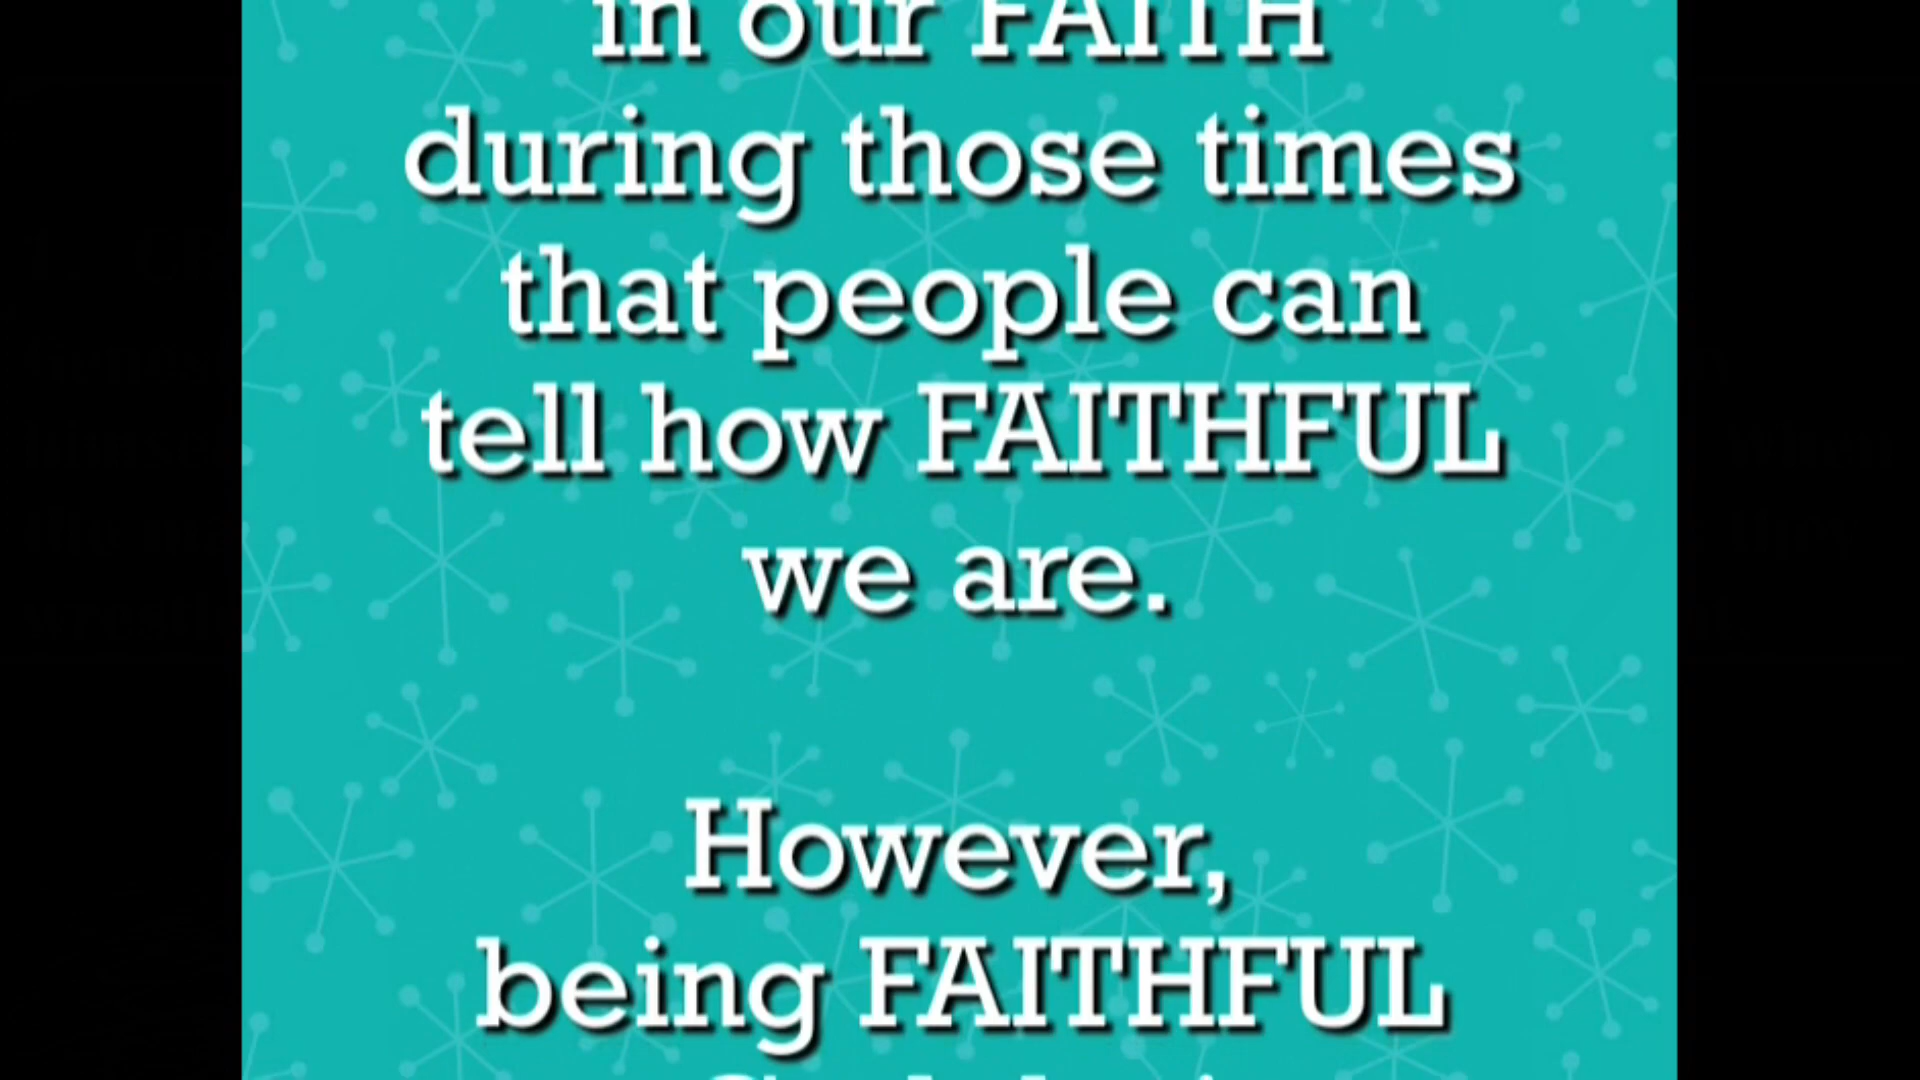 in our FAITH
during those times
that people can
tell how FAITHFUL
we are.
However,
being FAITHFUL